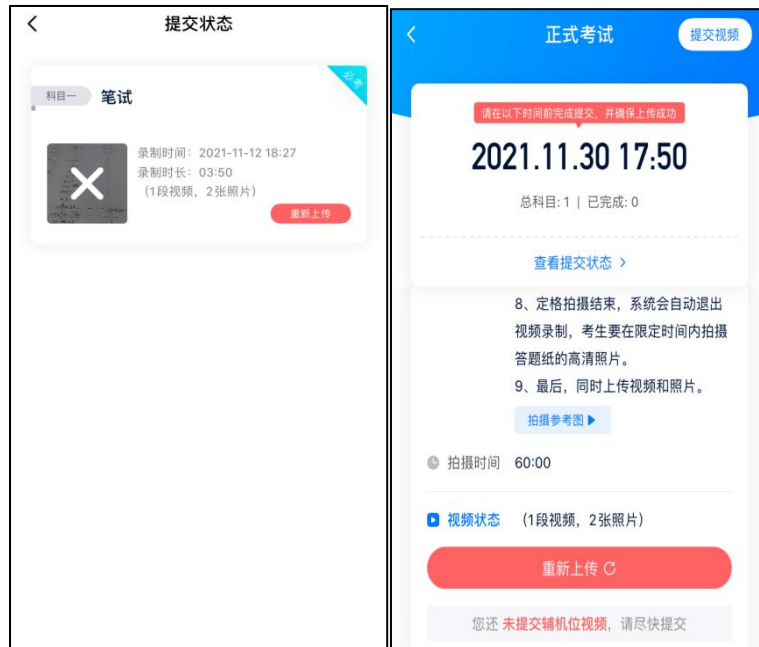 提交状态
必考
科目一
笔试
录制时间：2021-11-12 18:27
录制时长：03:50
（1段视频，2张照片）
重新上传
正式考试
提交视频
请在以下时间前完成提交，并确保上传成功
2021.11.30 17:50
总科目: 1 | 已完成: 0
查看提交状态
8、定格拍摄结束，系统会自动退出
视频录制，考生要在限定时间内拍摄
答题纸的高清照片。
9、最后，同时上传视频和照片。
拍摄参考图
拍摄时间 60:00
视频状态 （1段视频，2张照片）
重新上传
您还 未提交辅机位视频，请尽快提交